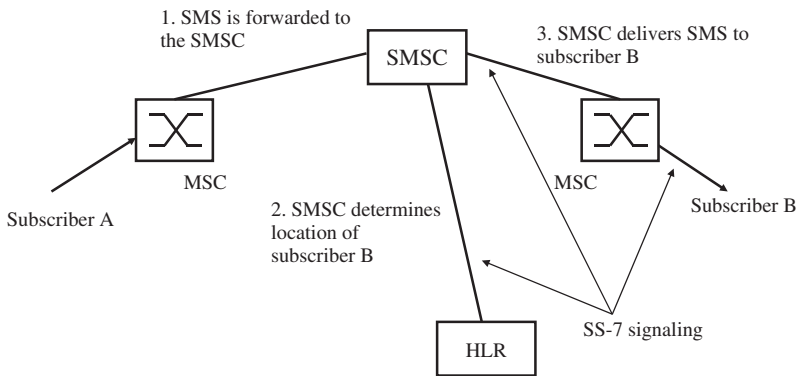 1. SMS is forwarded to
the SMSC
SMSC
3. SMSC delivers SMS to
subscriber B
MSC
MSC
Subscriber A
Subscriber B
2. SMSC determines
location of
subscriber B
SS-7 signaling
HLR